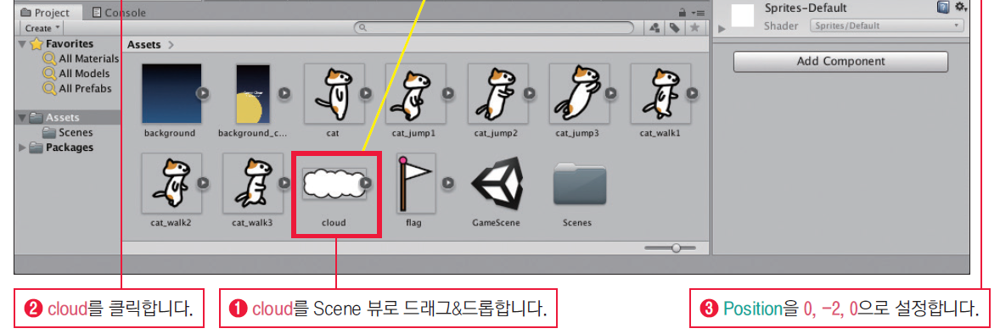 Project Console
Create
Favorites
All Materials
All Models
All Prefabs
Assets
Scenes
Packages
Assets >
background background_c... cat cat_jump1 cat_jump2 cat_jump3 cat_walk1
cat_walk2 cat_walk3 cloud flag GameScene Scenes
Sprites-Default
Shader Sprites/Default
Add Component
❷ cloud를 클릭합니다.
❶ cloud를 Scene 뷰로 드래그&드롭합니다.
❸ Position을 0, −2, 0으로 설정합니다.